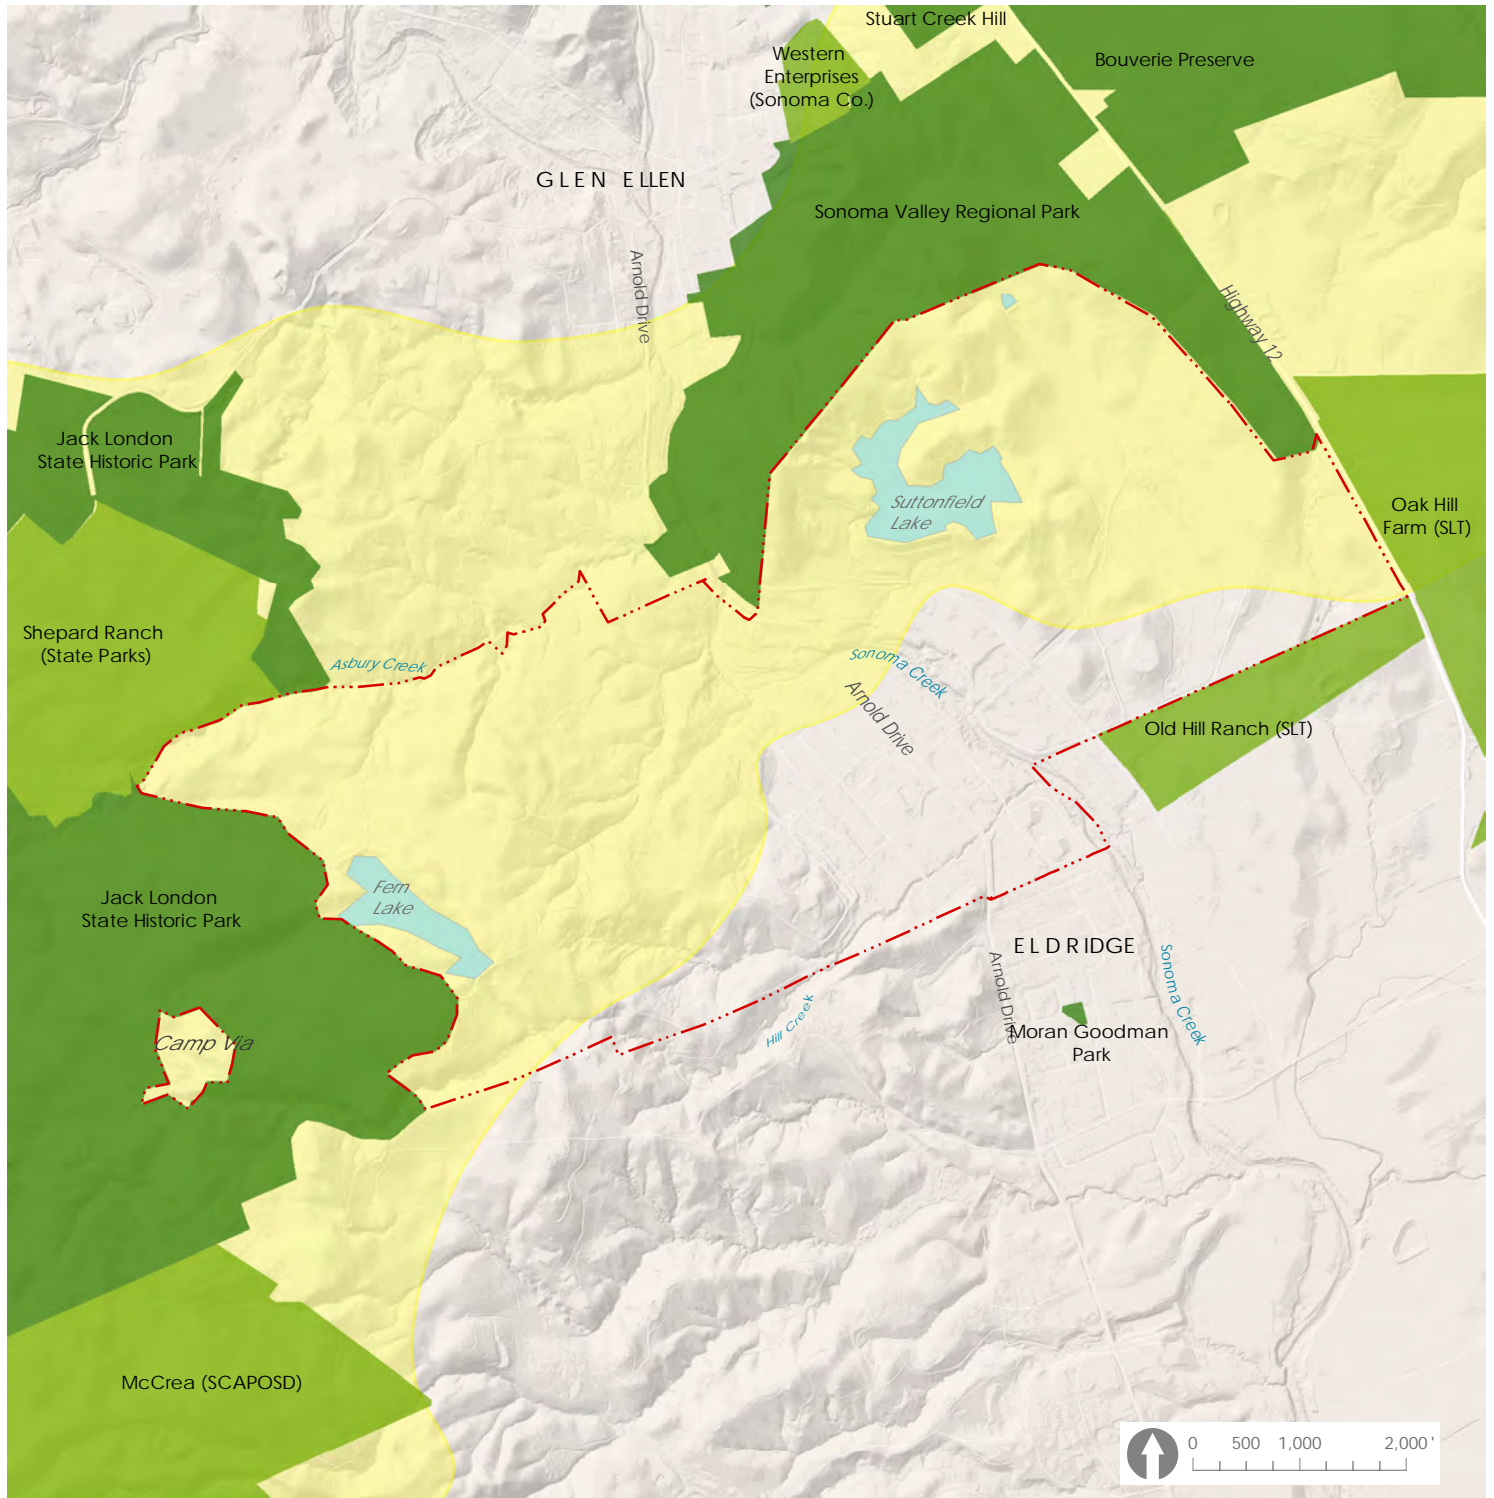 Stuart Creek Hill
Western
Enterprises
(Sonoma Co.)
Bouverie Preserve
GLEN ELLEN
Sonoma Valley Regional Park
Arnold Drive
Highway 12
Jack London
State Historic Park
Suttonfield
Lake
Oak Hill
Farm (SLT)
Shepard Ranch
(State Parks)
Asbury Creek
Sonoma Creek
Arnold Drive
Old Hill Ranch (SLT)
Fern
Lake
Jack London
State Historic Park
ELDRIDGE
Arnold Drive
Sonoma Creek
Hill Creek
Moran Goodman
Park
Camp Via
McCrea (SCAPOSD)
0 500 1,000 2,000'